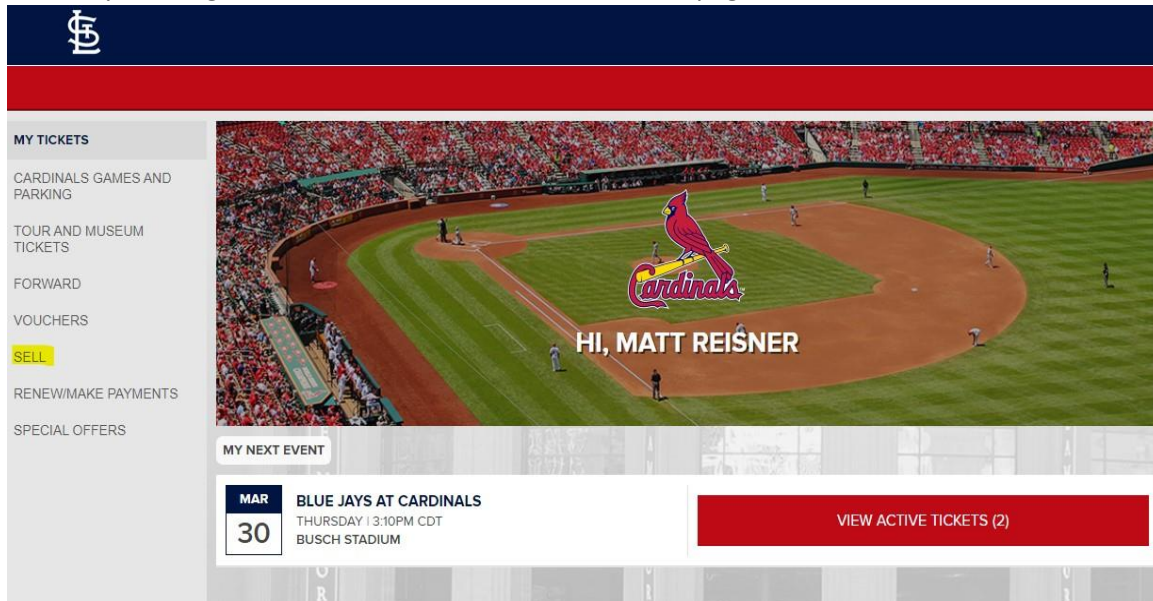 STL
MY TICKETS
CARDINALS GAMES AND
PARKING
TOUR AND MUSEUM
TICKETS
FORWARD
VOUCHERS
SELL
RENEW/MAKE PAYMENTS
SPECIAL OFFERS
Cardinals
HI, MATT REISNER
MY NEXT EVENT
MAR
30
BLUE JAYS AT CARDINALS
THURSDAY | 3:10PM CDT
BUSCH STADIUM
VIEW ACTIVE TICKETS (2)